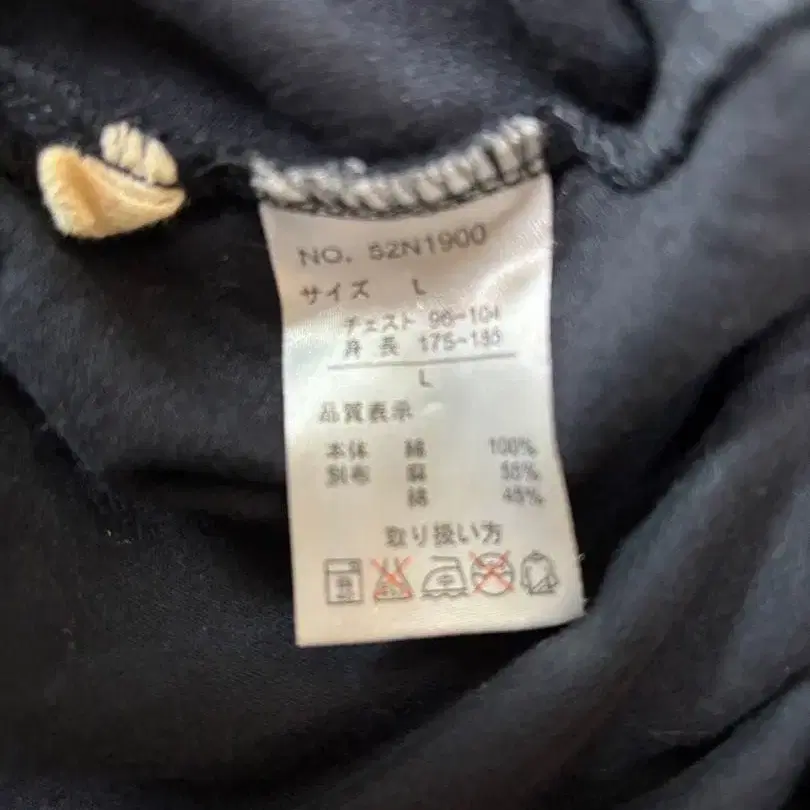 NO. 52N1900
サイズ L
チェスト 96-104
身長 175-185
L
品質表示
本体 綿 100%
別布 麻 55%
綿 45%
取り扱い方